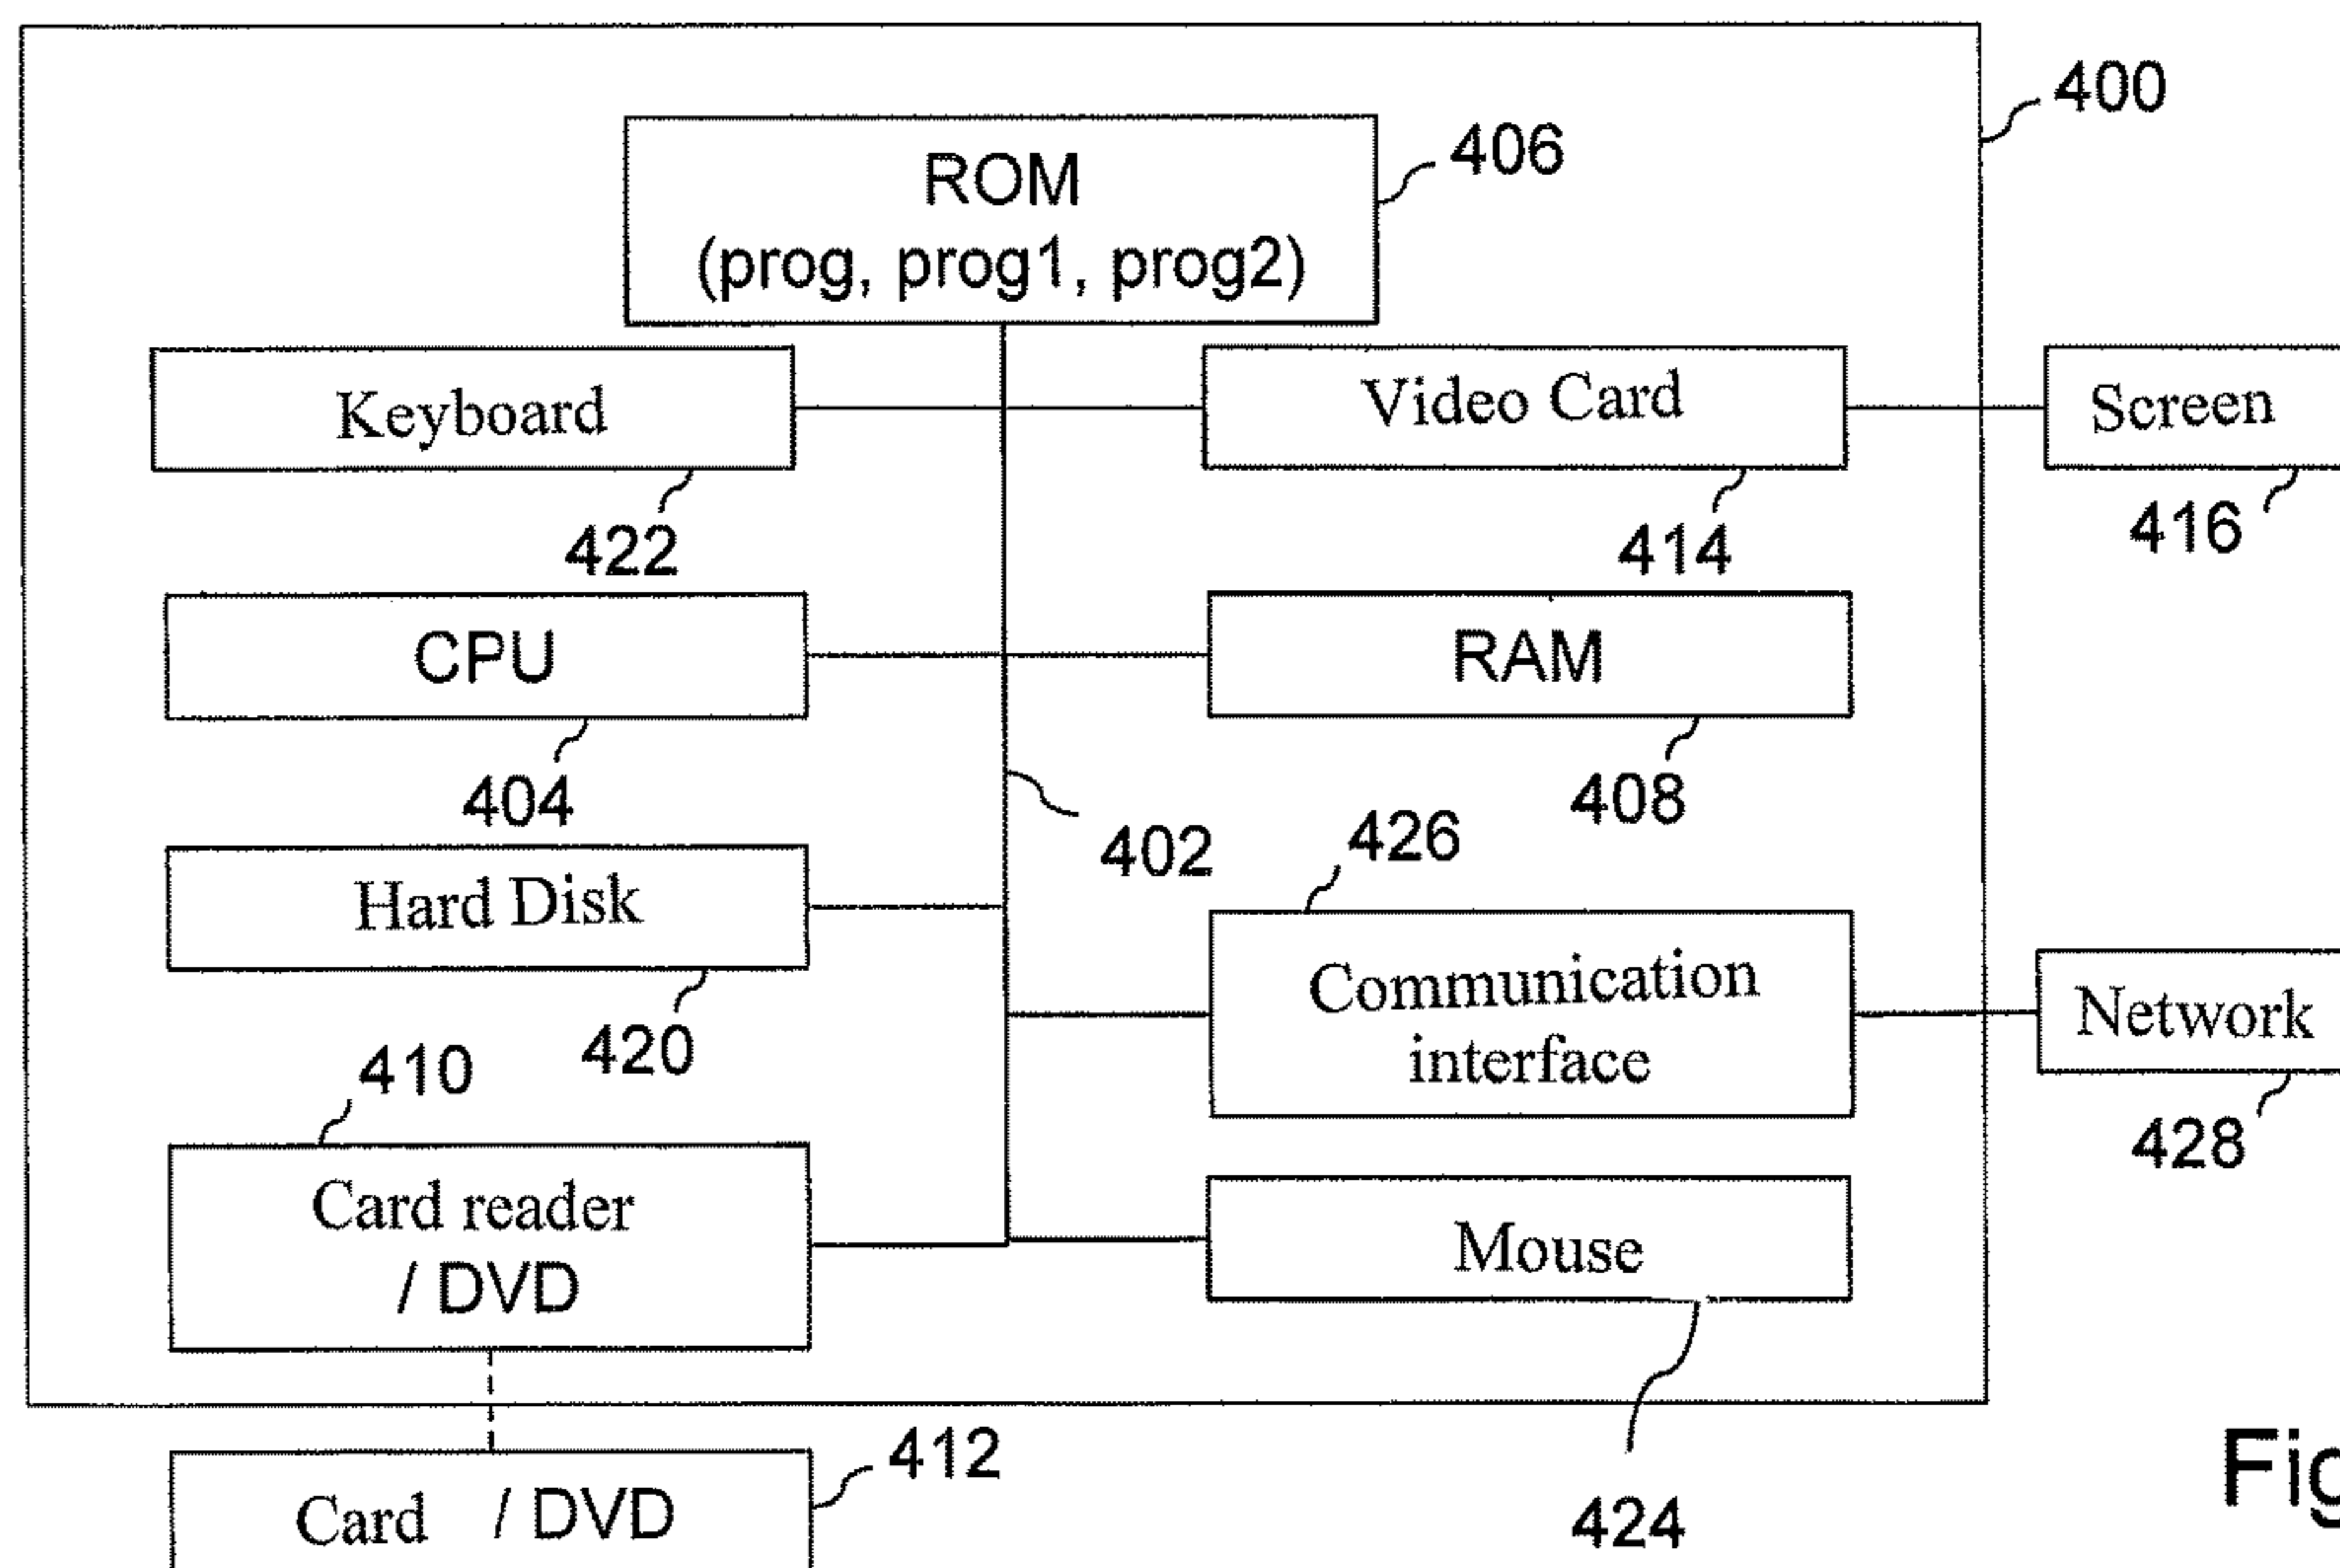 400
ROM
(prog, prog1, prog2)
406
Keyboard
422
Video Card
414
Screen
416
CPU
404
RAM
408
402
Hard Disk
420
426
Communication
interface
Network
428
410
Card reader
/ DVD
Mouse
424
412
Card / DVD
Fig